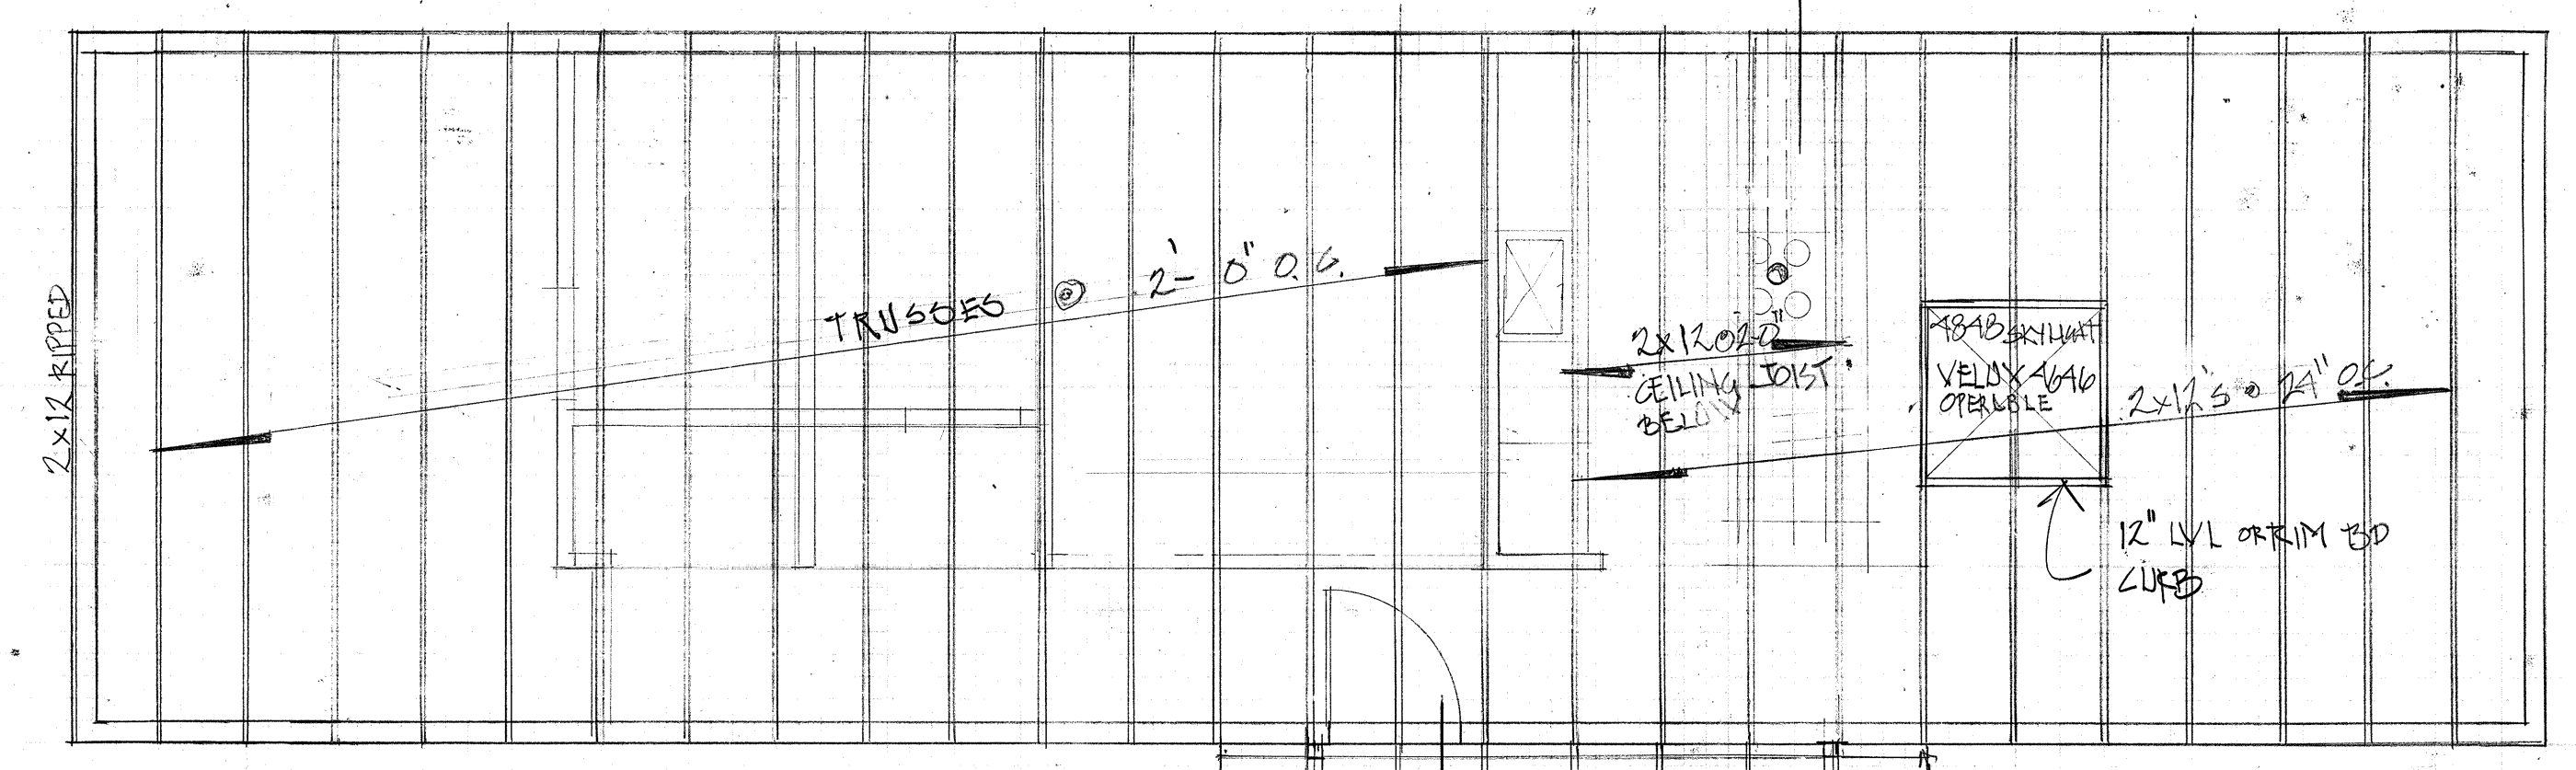 2x12 RIPPED
TRUSSES @ 2'-0" O.C.
2x12 @ 2'-0"
CEILING JOIST
BELOW
4848 SKYLIGHT
VELUX 4646
OPERABLE
2x12's @ 24" O.C.
12" LVL OR RIM BD
CURB